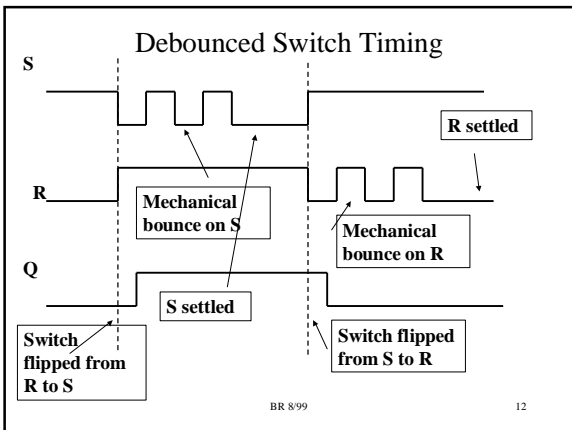 Debounced Switch Timing
S
R settled
R
Mechanical
bounce on S
Mechanical
bounce on R
Q
S settled
Switch
flipped from
R to S
Switch flipped
from S to R
BR 8/99
12